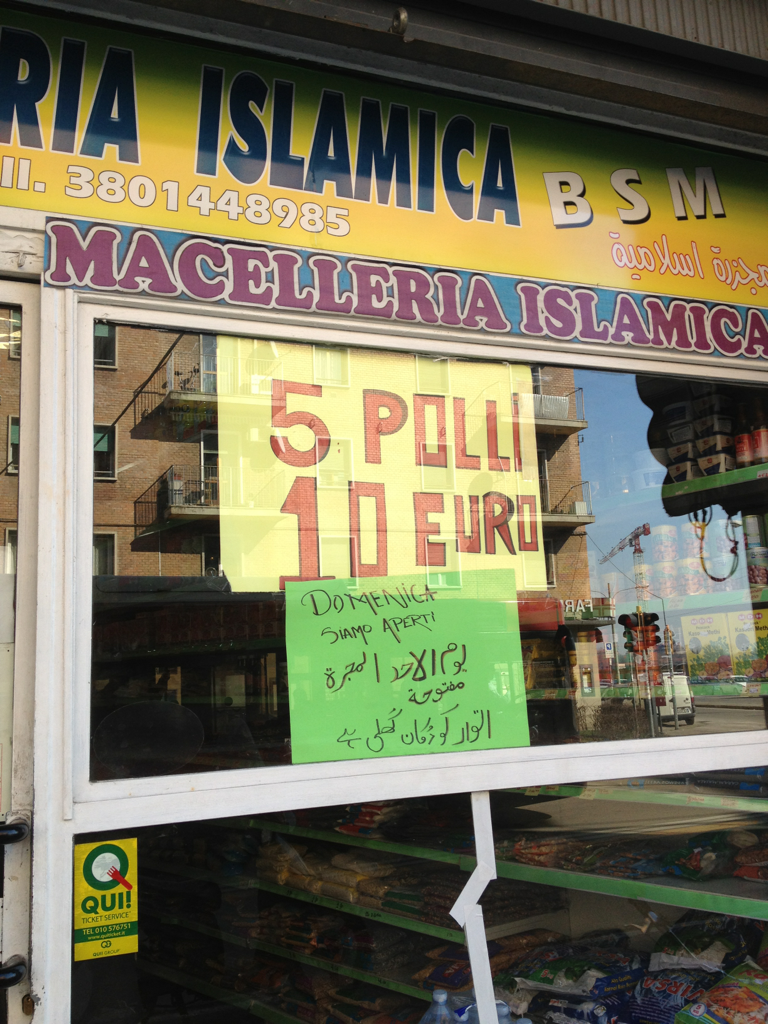 RIA ISLAMICA BSM
ll. 3801448985
مجزرة اسلامية
MACELLERIA ISLAMICA
5 POLLI
10 EURO
DOMENICA
SIAMO APERTI
يوم الاحد المجزرة
مفتوحة
اتوار کو دکان کھلی ہے
QUI!
TICKET SERVICE
TEL 010 576751
www.quiticket.it
QUI GROUP